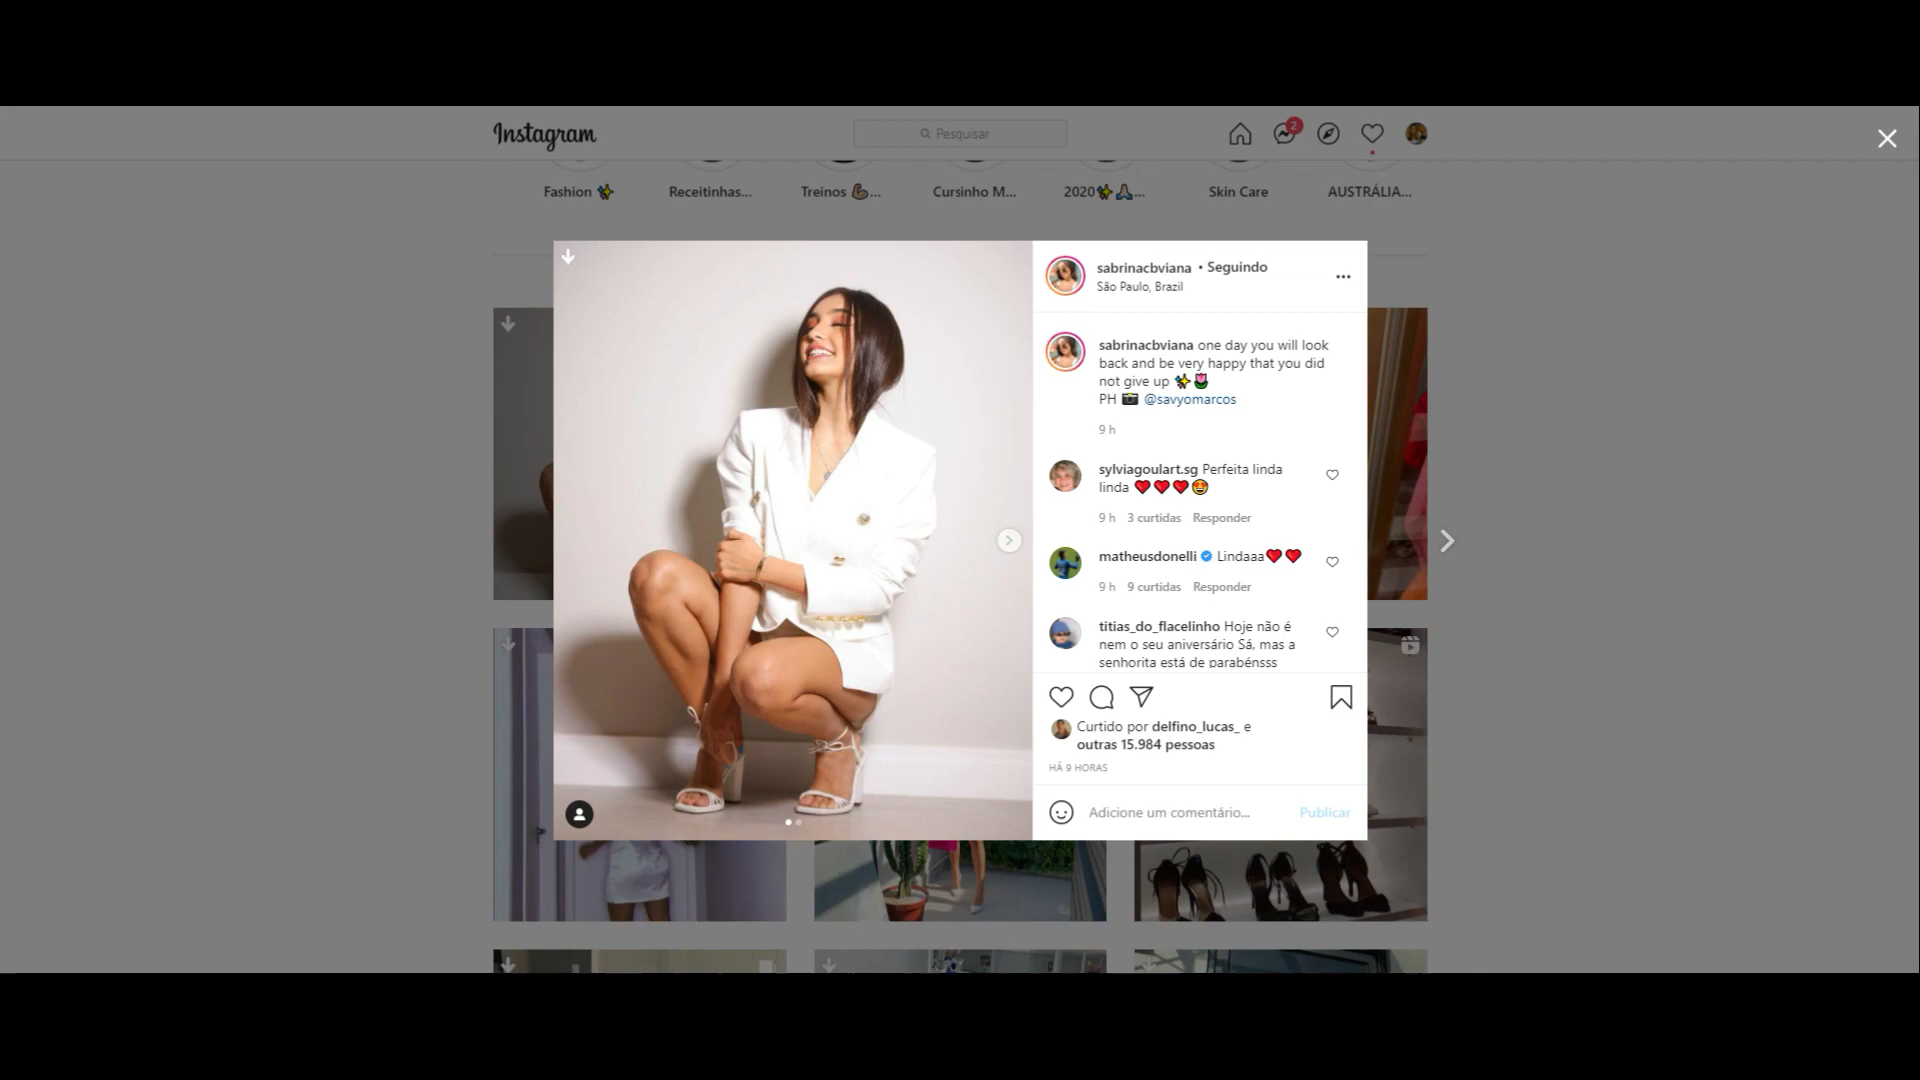 Instagram
Pesquisar
2
Fashion ✨
Receitinhas...
Treinos 💪🏼...
Cursinho M...
2020✨🙏🏼...
Skin Care
AUSTRÁLIA...
sabrinacbviana • Seguindo
São Paulo, Brazil
sabrinacbviana one day you will look
back and be very happy that you did
not give up ✨🌷
PH 📸 @savyomarcos
9 h
sylviagoulart.sg Perfeita linda
linda ❤️❤️❤️😍
9 h 3 curtidas Responder
matheusdonelli Lindaaa❤️❤️
9 h 9 curtidas Responder
titias_do_flacelinho Hoje não é
nem o seu aniversário Sá, mas a
senhorita está de parabénsss
Curtido por delfino_lucas_ e
outras 15.984 pessoas
HÁ 9 HORAS
Adicione um comentário...
Publicar